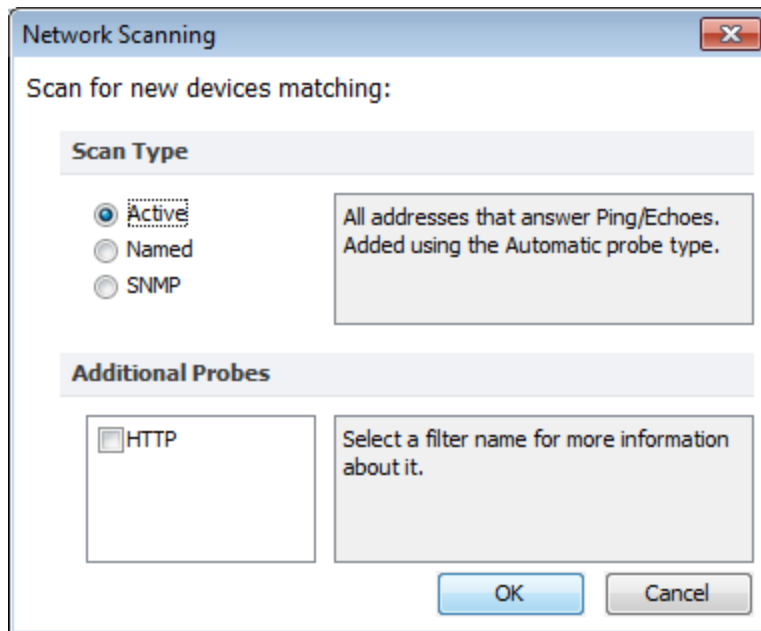 Network Scanning
Scan for new devices matching:
Scan Type
Active
Named
SNMP
All addresses that answer Ping/Echoes.
Added using the Automatic probe type.
Additional Probes
HTTP
Select a filter name for more information
about it.
OK
Cancel